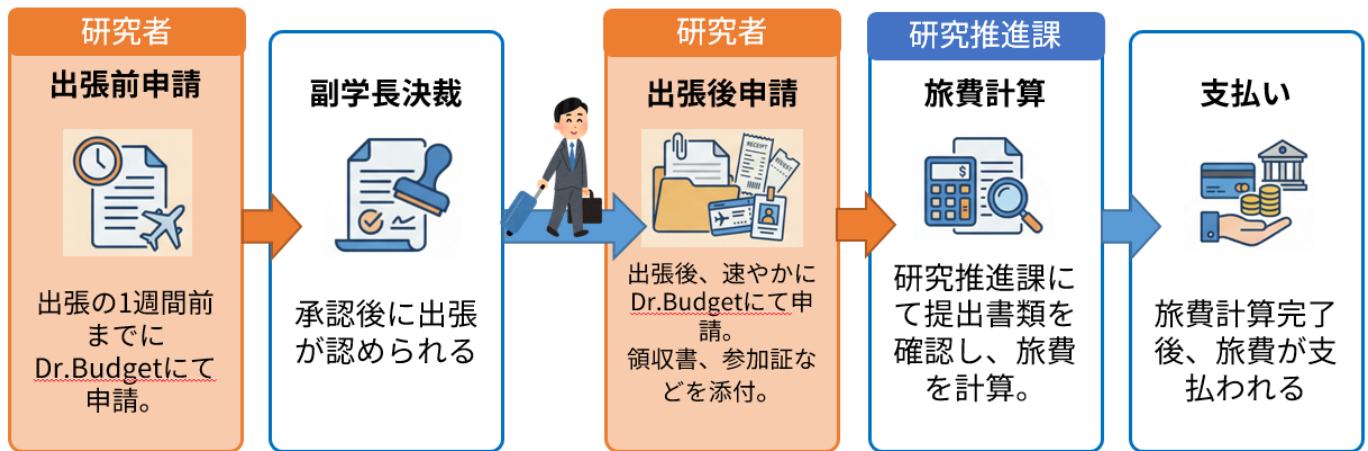 研究者
出張前申請
出張の1週間前
までに
Dr.Budgetにて
申請。
副学長決裁
承認後に出張
が認められる
研究者
出張後申請
RECEIPT
出張後、速やかに
Dr.Budgetにて申
請。
領収書、参加証な
どを添付。
研究推進課
旅費計算
$
研究推進課に
て提出書類を
確認し、旅費
を計算。
支払い
旅費計算完了
後、旅費が支
払われる